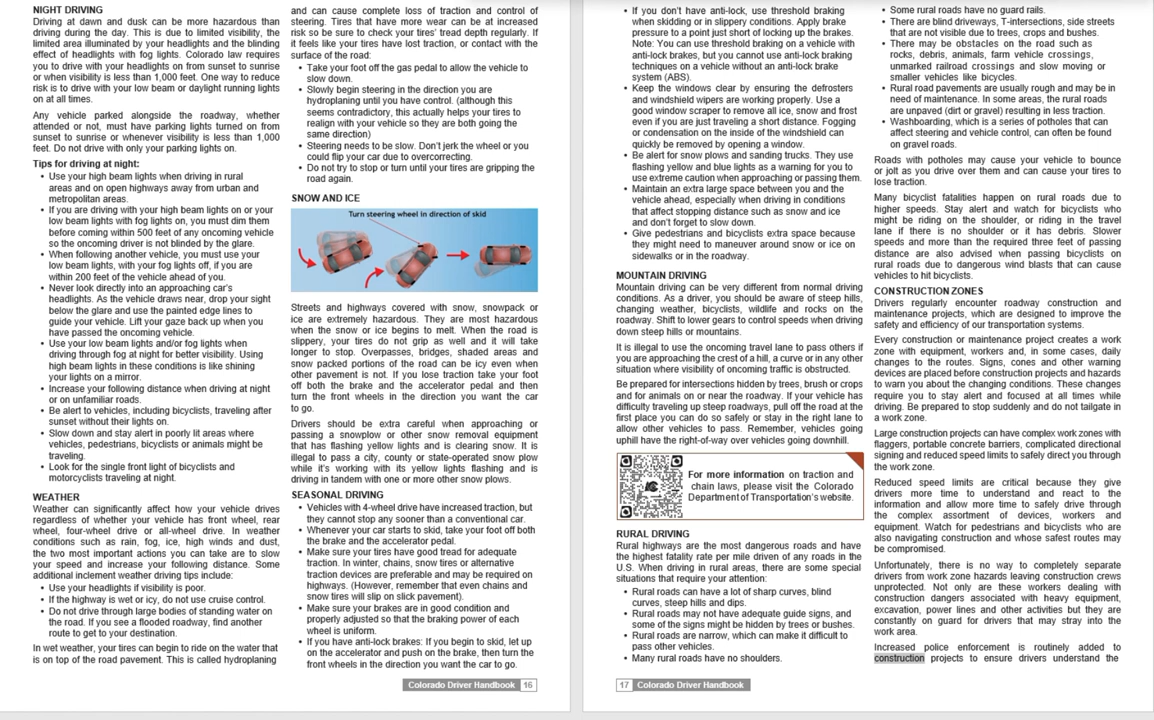 NIGHT DRIVING
Driving at dawn and dusk can be more hazardous than
driving during the day. This is due to limited visibility, the
limited area illuminated by your headlights and the blinding
effect of headlights with fog lights. Colorado law requires
you to drive with your headlights on from sunset to sunrise
or when visibility is less than 1,000 feet. One way to reduce
risk is to drive with your low beam or daylight running lights
on at all times.
Any vehicle parked alongside the roadway, whether
attended or not, must have parking lights turned on from
sunset to sunrise or whenever visibility is less than 1,000
feet. Do not drive with only your parking lights on.
Tips for driving at night:
• Use your high beam lights when driving in rural
areas and on open highways away from urban and
metropolitan areas.
• If you are driving with your high beam lights on or your
low beam lights with fog lights on, you must dim them
before coming within 500 feet of any oncoming vehicle
so the oncoming driver is not blinded by the glare.
• When following another vehicle, you must use your
low beam lights, with your fog lights off, if you are
within 200 feet of the vehicle ahead of you.
• Never look directly into an approaching car's
headlights. As the vehicle draws near, drop your sight
below the glare and use the painted edge lines to
guide your vehicle. Lift your gaze back up when you
have passed the oncoming vehicle.
• Use your low beam lights and/or fog lights when
driving through fog at night for better visibility. Using
high beam lights in these conditions is like shining
your lights on a mirror.
• Increase your following distance when driving at night
or on unfamiliar roads.
• Be alert to vehicles, including bicyclists, traveling after
sunset without their lights on.
• Slow down and stay alert in poorly lit areas where
vehicles, pedestrians, bicyclists or animals might be
traveling.
• Look for the single front light of bicyclists and
motorcyclists traveling at night.
WEATHER
Weather can significantly affect how your vehicle drives
regardless of whether your vehicle has front wheel, rear
wheel, four-wheel drive or all-wheel drive. In weather
conditions such as rain, fog, ice, high winds and dust,
the two most important actions you can take are to slow
your speed and increase your following distance. Some
additional inclement weather driving tips include:
• Use your headlights if visibility is poor.
• If the highway is wet or icy, do not use cruise control.
• Do not drive through large bodies of standing water on
the road. If you see a flooded roadway, find another
route to get to your destination.
In wet weather, your tires can begin to ride on the water that
is on top of the road pavement. This is called hydroplaning
and can cause complete loss of traction and control of
steering. Tires that have more wear can be at increased
risk so be sure to check your tires' tread depth regularly. If
it feels like your tires have lost traction, or contact with the
surface of the road:
• Take your foot off the gas pedal to allow the vehicle to
slow down.
• Slowly begin steering in the direction you are
hydroplaning until you have control. (although this
seems contradictory, this actually helps your tires to
realign with your vehicle so they are both going the
same direction)
• Steering needs to be slow. Don't jerk the wheel or you
could flip your car due to overcorrecting.
• Do not try to stop or turn until your tires are gripping the
road again.
SNOW AND ICE
Turn steering wheel in direction of skid
Streets and highways covered with snow, snowpack or
ice are extremely hazardous. They are most hazardous
when the snow or ice begins to melt. When the road is
slippery, your tires do not grip as well and it will take
longer to stop. Overpasses, bridges, shaded areas and
snow packed portions of the road can be icy even when
other pavement is not. If you lose traction take your foot
off both the brake and the accelerator pedal and then
turn the front wheels in the direction you want the car
to go.
Drivers should be extra careful when approaching or
passing a snowplow or other snow removal equipment
that has flashing yellow lights and is clearing snow. It is
illegal to pass a city, county or state-operated snow plow
while it's working with its yellow lights flashing and is
driving in tandem with one or more other snow plows.
SEASONAL DRIVING
• Vehicles with 4-wheel drive have increased traction, but
they cannot stop any sooner than a conventional car.
• Whenever your car starts to skid, take your foot off both
the brake and the accelerator pedal.
• Make sure your tires have good tread for adequate
traction. In winter, chains, snow tires or alternative
traction devices are preferable and may be required on
highways. (However, remember that even chains and
snow tires will slip on slick pavement).
• Make sure your brakes are in good condition and
properly adjusted so that the braking power of each
wheel is uniform.
• If you have anti-lock brakes: If you begin to skid, let up
on the accelerator and push on the brake, then turn the
front wheels in the direction you want the car to go.
Colorado Driver Handbook 16
• If you don't have anti-lock, use threshold braking
when skidding or in slippery conditions. Apply brake
pressure to a point just short of locking up the brakes.
Note: You can use threshold braking on a vehicle with
anti-lock brakes, but you cannot use anti-lock braking
techniques on a vehicle without an anti-lock brake
system (ABS).
• Keep the windows clear by ensuring the defrosters
and windshield wipers are working properly. Use a
good window scraper to remove all ice, snow and frost
even if you are just traveling a short distance. Fogging
or condensation on the inside of the windshield can
quickly be removed by opening a window.
• Be alert for snow plows and sanding trucks. They use
flashing yellow and blue lights as a warning for you to
use extreme caution when approaching or passing them.
• Maintain an extra large space between you and the
vehicle ahead, especially when driving in conditions
that affect stopping distance such as snow and ice
and don't forget to slow down.
• Give pedestrians and bicyclists extra space because
they might need to maneuver around snow or ice on
sidewalks or in the roadway.
MOUNTAIN DRIVING
Mountain driving can be very different from normal driving
conditions. As a driver, you should be aware of steep hills,
changing weather, bicyclists, wildlife and rocks on the
roadway. Shift to lower gears to control speeds when driving
down steep hills or mountains.
It is illegal to use the oncoming travel lane to pass others if
you are approaching the crest of a hill, a curve or in any other
situation where visibility of oncoming traffic is obstructed.
Be prepared for intersections hidden by trees, brush or crops
and for animals on or near the roadway. If your vehicle has
difficulty traveling up steep roadways, pull off the road at the
first place you can do so safely or stay in the right lane to
allow other vehicles to pass. Remember, vehicles going
uphill have the right-of-way over vehicles going downhill.
For more information on traction and
chain laws, please visit the Colorado
Department of Transportation's website.
RURAL DRIVING
Rural highways are the most dangerous roads and have
the highest fatality rate per mile driven of any roads in the
U.S. When driving in rural areas, there are some special
situations that require your attention:
• Rural roads can have a lot of sharp curves, blind
curves, steep hills and dips.
• Rural roads may not have adequate guide signs, and
some of the signs might be hidden by trees or bushes.
• Rural roads are narrow, which can make it difficult to
pass other vehicles.
• Many rural roads have no shoulders.
17 Colorado Driver Handbook
• Some rural roads have no guard rails.
• There are blind driveways, T-intersections, side streets
that are not visible due to trees, crops and bushes.
• There may be obstacles on the road such as
rocks, debris, animals, farm vehicle crossings,
unmarked railroad crossings and slow moving or
smaller vehicles like bicycles.
• Rural road pavements are usually rough and may be in
need of maintenance. In some areas, the rural roads
are unpaved (dirt or gravel) resulting in less traction.
• Washboarding, which is a series of potholes that can
affect steering and vehicle control, can often be found
on gravel roads.
Roads with potholes may cause your vehicle to bounce
or jolt as you drive over them and can cause your tires to
lose traction.
Many bicyclist fatalities happen on rural roads due to
higher speeds. Stay alert and watch for bicyclists who
might be riding on the shoulder, or riding in the travel
lane if there is no shoulder or it has debris. Slower
speeds and more than the required three feet of passing
distance are also advised when passing bicyclists on
rural roads due to dangerous wind blasts that can cause
vehicles to hit bicyclists.
CONSTRUCTION ZONES
Drivers regularly encounter roadway construction and
maintenance projects, which are designed to improve the
safety and efficiency of our transportation systems.
Every construction or maintenance project creates a work
zone with equipment, workers and, in some cases, daily
changes to the routes. Signs, cones and other warning
devices are placed before construction projects and hazards
to warn you about the changing conditions. These changes
require you to stay alert and focused at all times while
driving. Be prepared to stop suddenly and do not tailgate in
a work zone.
Large construction projects can have complex work zones with
flaggers, portable concrete barriers, complicated directional
signing and reduced speed limits to safely direct you through
the work zone.
Reduced speed limits are critical because they give
drivers more time to understand and react to the
information and allow more time to safely drive through
the complex assortment of devices, workers and
equipment. Watch for pedestrians and bicyclists who are
also navigating construction and whose safest routes may
be compromised.
Unfortunately, there is no way to completely separate
drivers from work zone hazards leaving construction crews
unprotected. Not only are these workers dealing with
construction dangers associated with heavy equipment,
excavation, power lines and other activities but they are
constantly on guard for drivers that may stray into the
work area.
Increased police enforcement is routinely added to
construction projects to ensure drivers understand the